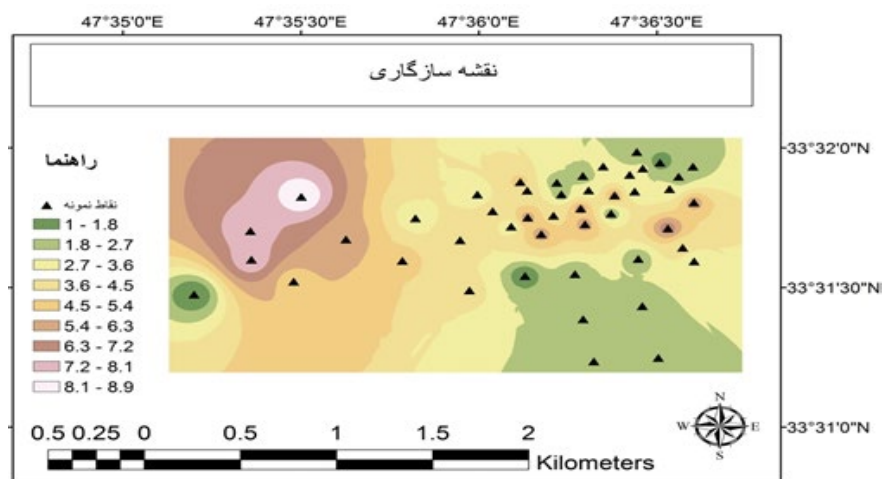 47°35'0"E 47°35'30"E 47°36'0"E 47°36'30"E
نقشه سازگاری
33°32'0"N
راهنما
نقاط نمونه
1 - 1.8
1.8 - 2.7
2.7 - 3.6
3.6 - 4.5
4.5 - 5.4
5.4 - 6.3
6.3 - 7.2
7.2 - 8.1
8.1 - 8.9
33°31'30"N
33°31'0"N
N
W E
S
0.5 0.25 0 0.5 1 1.5 2
Kilometers